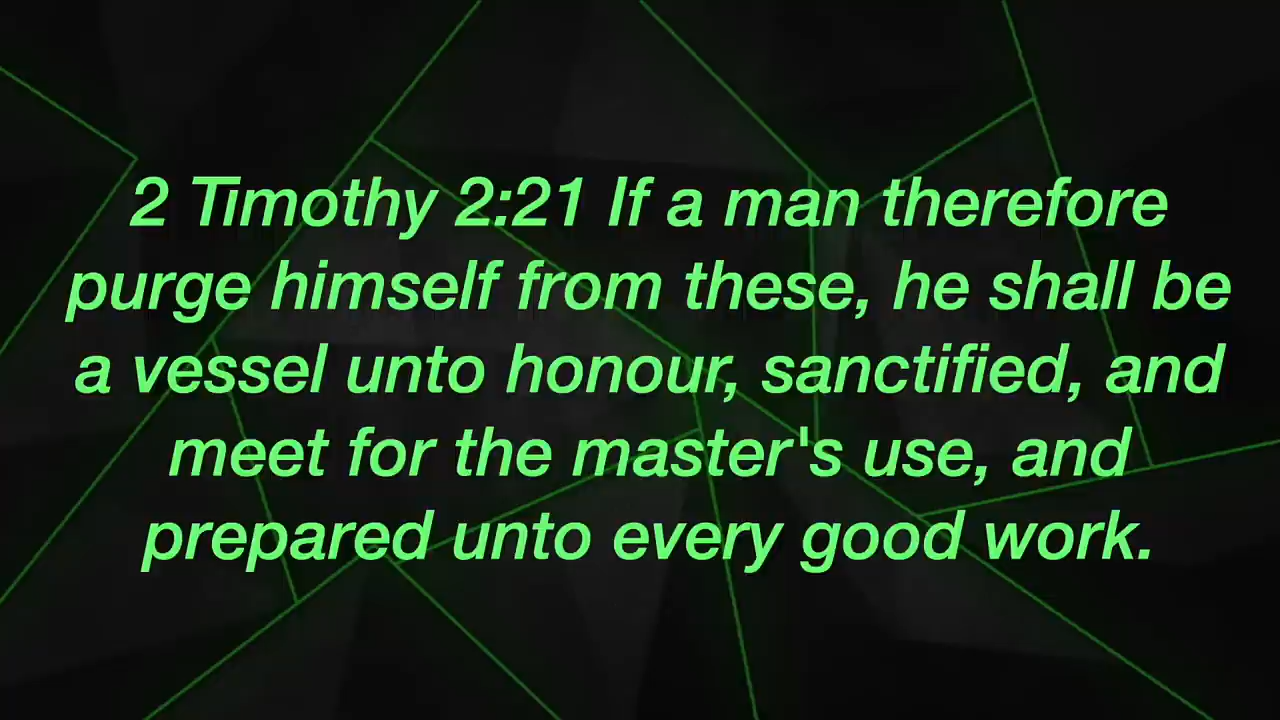 2 Timothy 2:21 If a man therefore
purge himself from these, he shall be
a vessel unto honour, sanctified, and
meet for the master's use, and
prepared unto every good work.